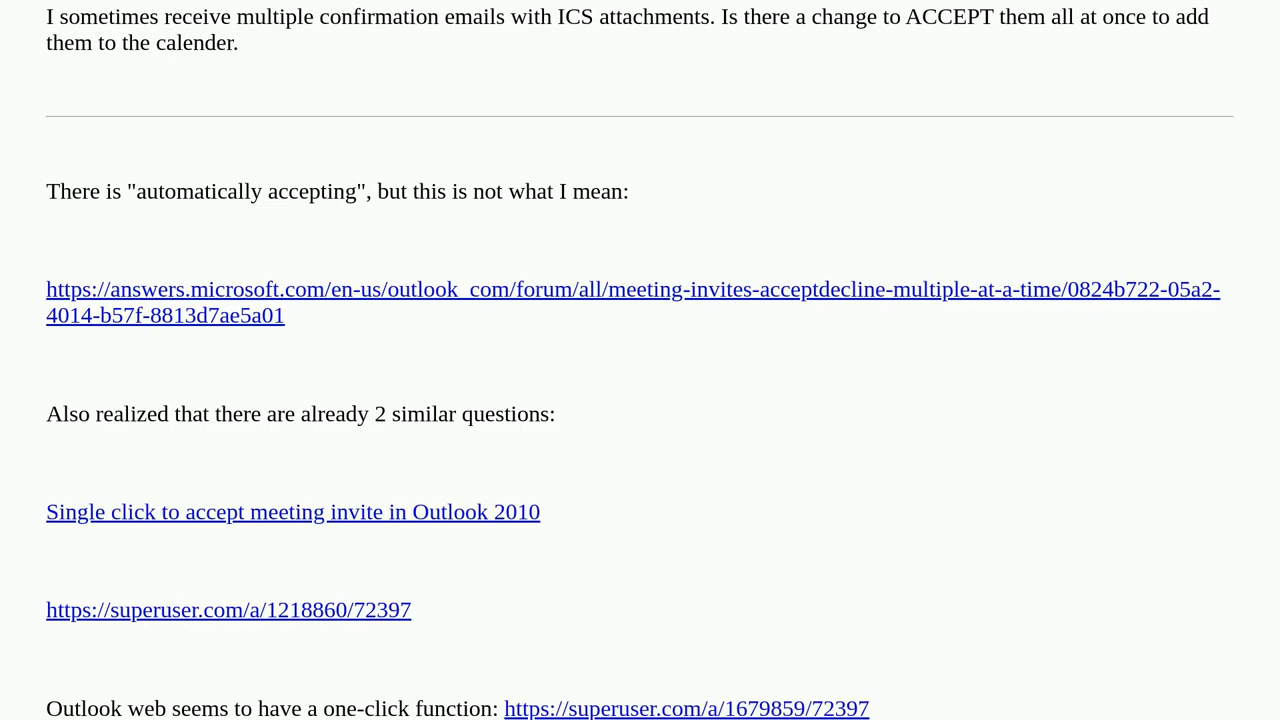 I sometimes receive multiple confirmation emails with ICS attachments. Is there a change to ACCEPT them all at once to add
them to the calender.
There is "automatically accepting", but this is not what I mean:
https://answers.microsoft.com/en-us/outlook_com/forum/all/meeting-invites-acceptdecline-multiple-at-a-time/0824b722-05a2-
4014-b57f-8813d7ae5a01
Also realized that there are already 2 similar questions:
Single click to accept meeting invite in Outlook 2010
https://superuser.com/a/1218860/72397
Outlook web seems to have a one-click function: https://superuser.com/a/1679859/72397